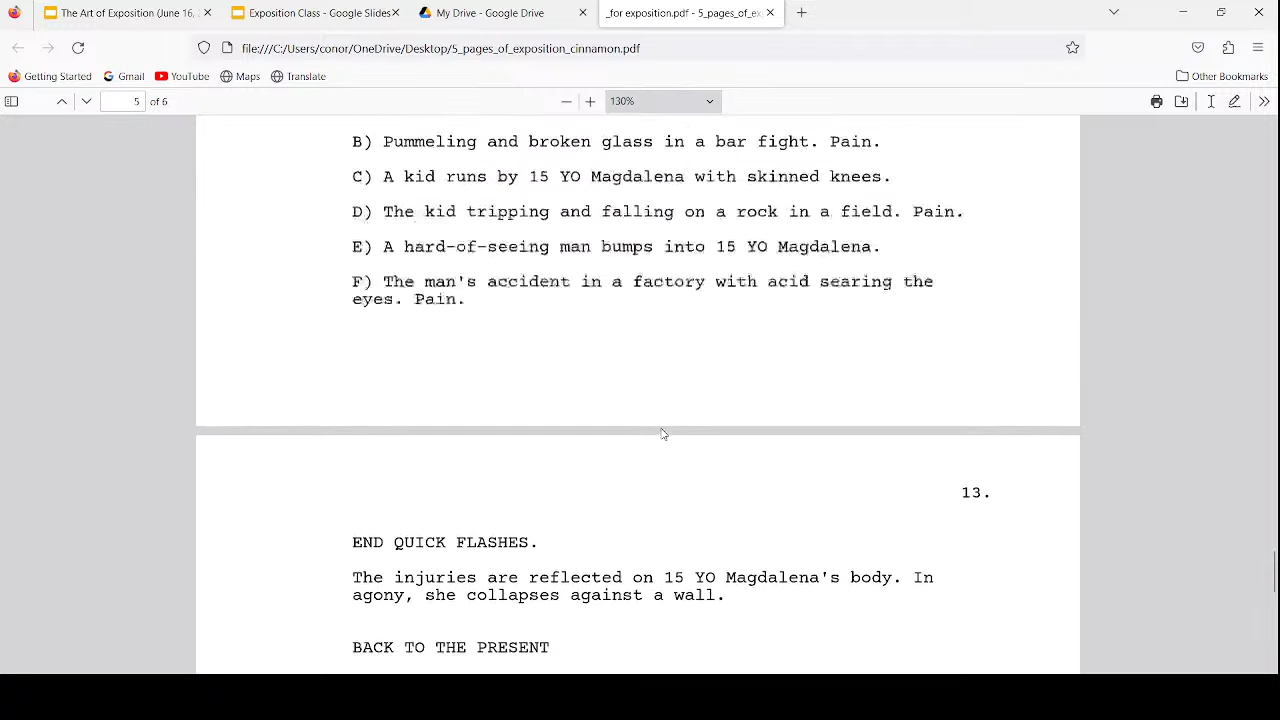 The Art of Exposition (June 16, 
Exposition Class - Google Slides
My Drive - Google Drive
_for exposition.pdf - 5_pages_of_ex
file:///C:/Users/conor/OneDrive/Desktop/5_pages_of_exposition_cinnamon.pdf
Getting Started
Gmail
YouTube
Maps
Translate
Other Bookmarks
5 of 6
130%
B) Pummeling and broken glass in a bar fight. Pain.
C) A kid runs by 15 YO Magdalena with skinned knees.
D) The kid tripping and falling on a rock in a field. Pain.
E) A hard-of-seeing man bumps into 15 YO Magdalena.
F) The man's accident in a factory with acid searing the
eyes. Pain.
13.
END QUICK FLASHES.
The injuries are reflected on 15 YO Magdalena's body. In
agony, she collapses against a wall.
BACK TO THE PRESENT